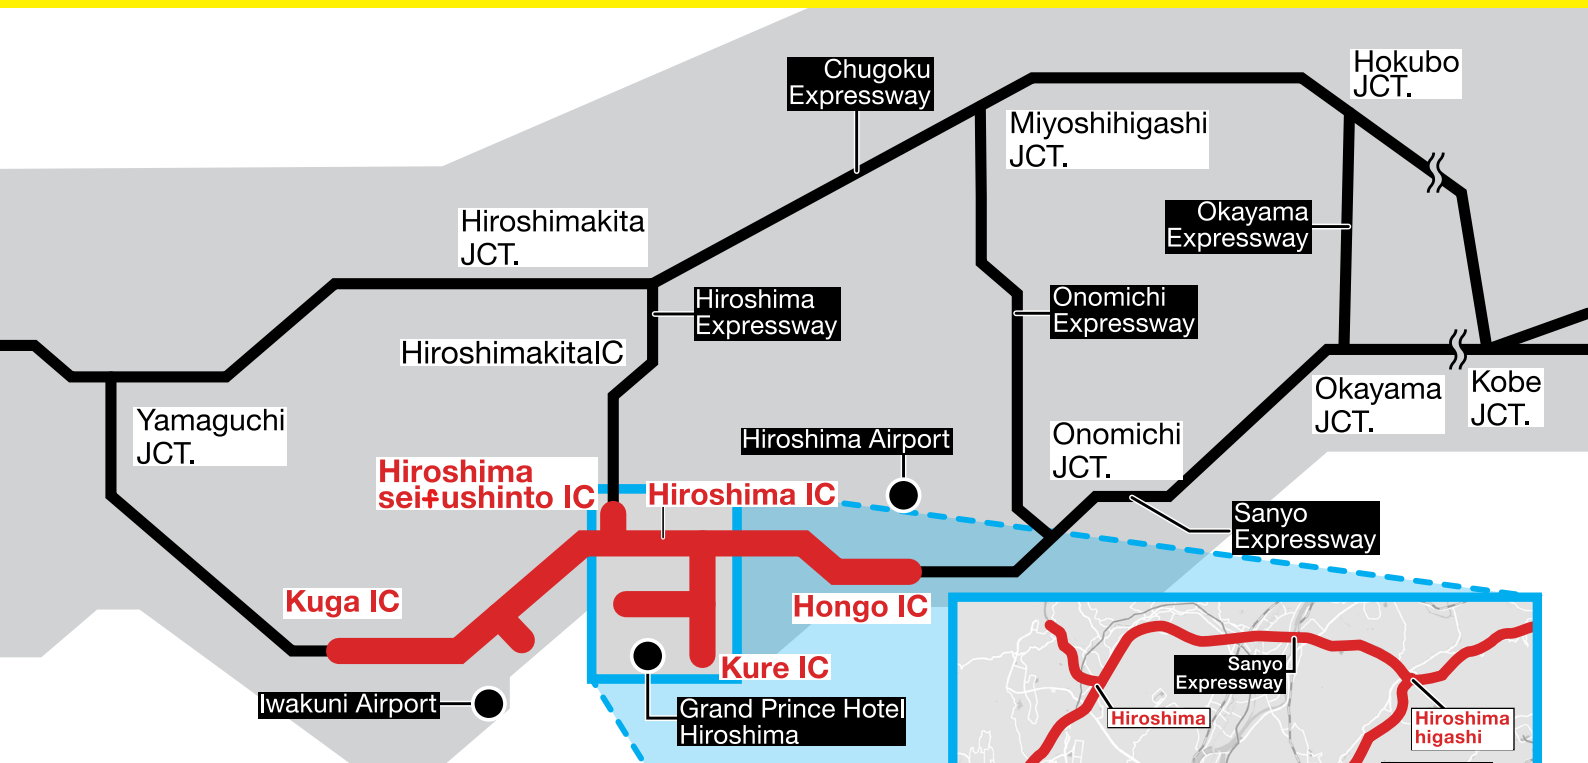 Chugoku
Expressway
Hokubo
JCT.
Miyoshihigashi
JCT.
Okayama
Expressway
Hiroshimakita
JCT.
Hiroshima
Expressway
Onomichi
Expressway
HiroshimakitaIC
Yamaguchi
JCT.
Okayama
JCT.
Kobe
JCT.
Hiroshima Airport
Onomichi
JCT.
Hiroshima
seifushinto IC
Hiroshima IC
Sanyo
Expressway
Kuga IC
Hongo IC
Kure IC
Iwakuni Airport
Grand Prince Hotel
Hiroshima
Sanyo
Expressway
Hiroshima
Hiroshima
higashi